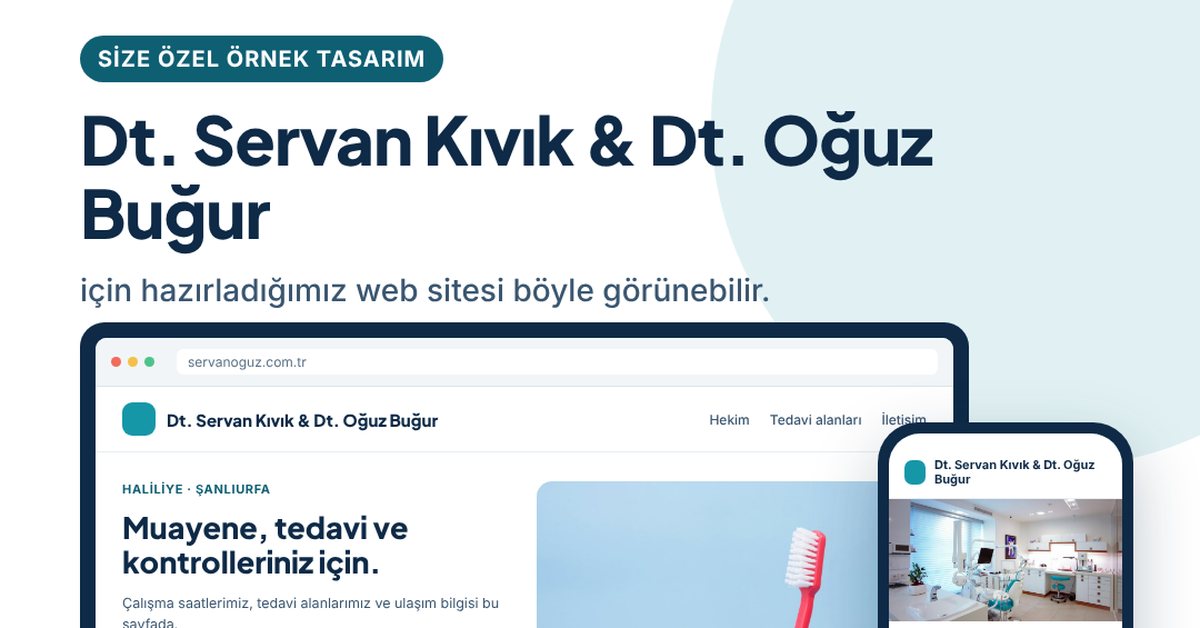 SİZE ÖZEL ÖRNEK TASARIM
Dt. Servan Kıvık & Dt. Oğuz
Buğur
için hazırladığımız web sitesi böyle görünebilir.
servanoguz.com.tr
Dt. Servan Kıvık & Dt. Oğuz Buğur
Hekim Tedavi alanları İletişim
Dt. Servan Kıvık & Dt. Oğuz
Buğur
HALİLİYE · ŞANLIURFA
Muayene, tedavi ve
kontrolleriniz için.
Çalışma saatlerimiz, tedavi alanlarımız ve ulaşım bilgisi bu
sayfada.